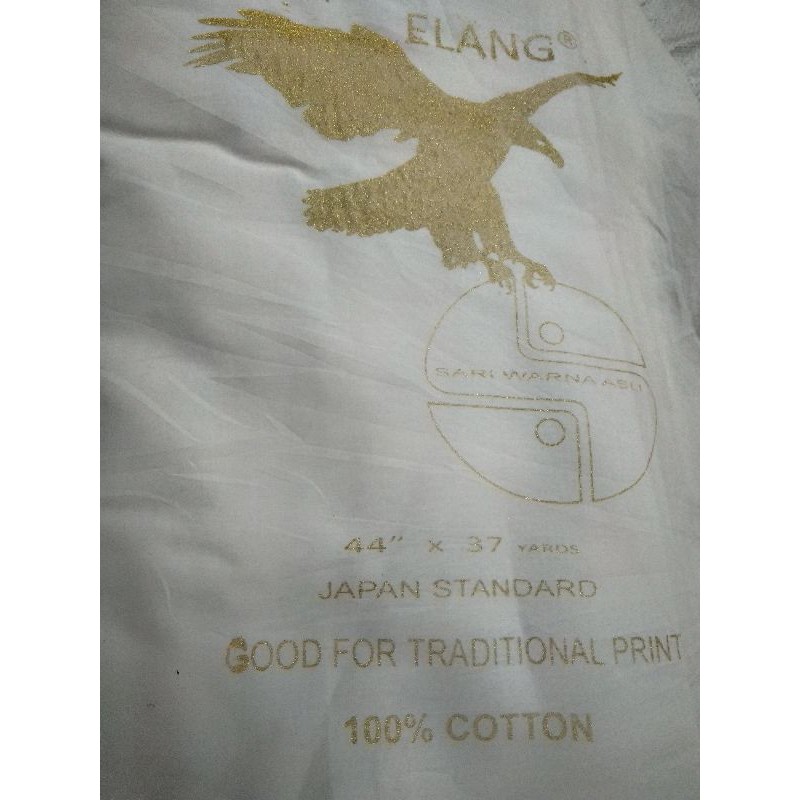 ELANG®
SARI WARNA ASLI
44" x 37 YARDS
JAPAN STANDARD
GOOD FOR TRADITIONAL PRINT
100% COTTON